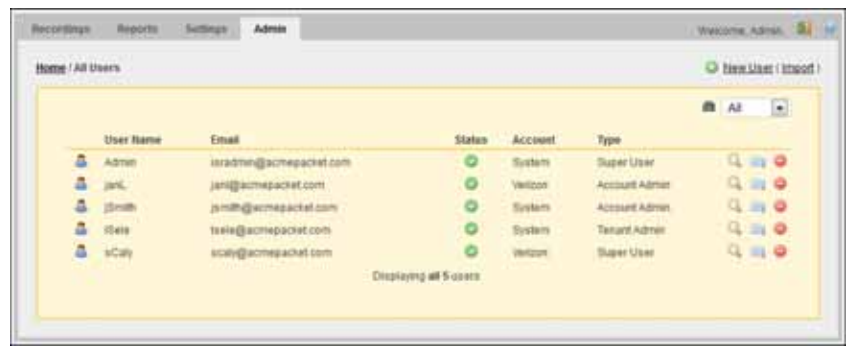 Recordings Reports Settings Admin Welcome, Admin.
Home / All Users New User ( Import )
All
User Name Email Status Account Type
Admin isradmin@acmepacket.com System Super User
janL janl@acmepacket.com Verizon Account Admin
jSmith jsmith@acmepacket.com System Account Admin
tsele@acmepacket.com System Tenant Admin
sCaly scaly@acmepacket.com Verizon Super User
Displaying all 5 users